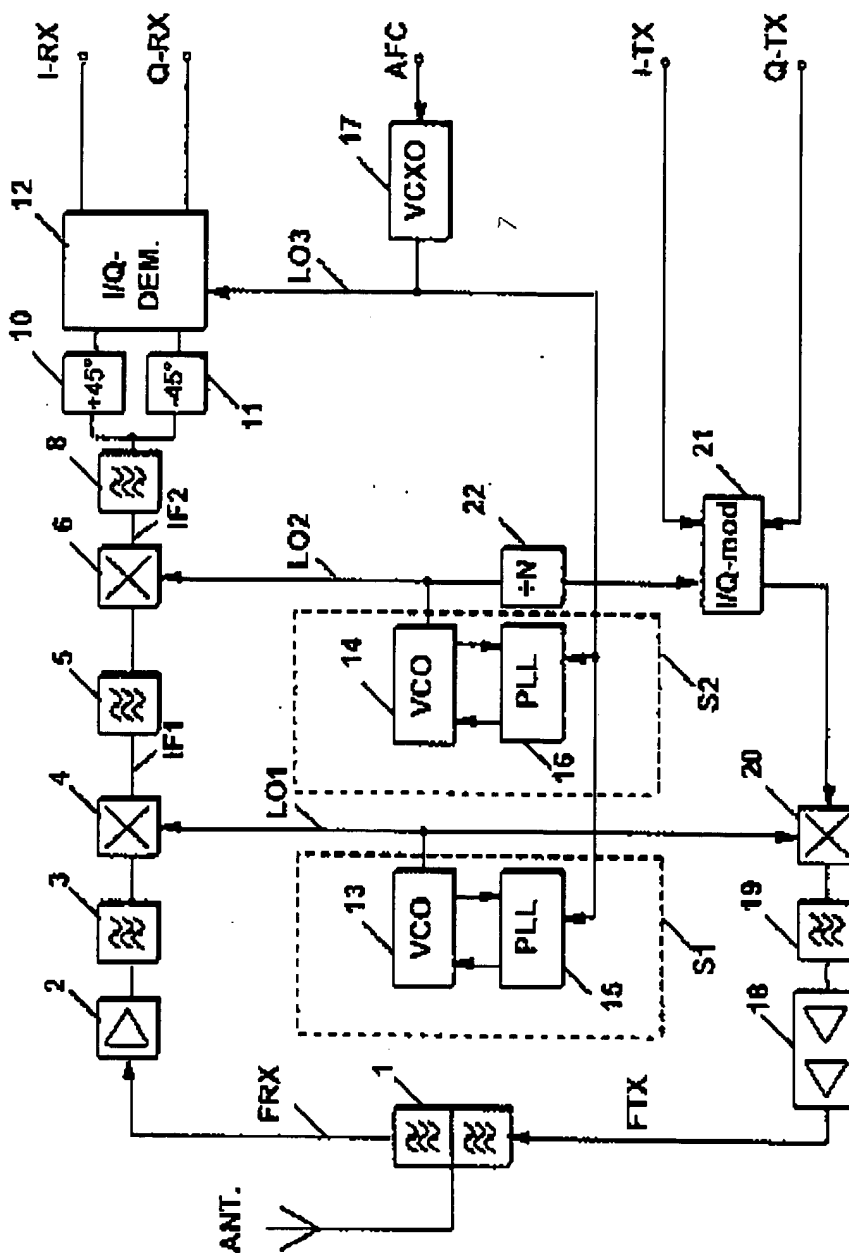 ANT.
FRX
FTX
1
2
3
4
IF1
5
6
IF2
8
10
+45°
-45°
11
12
I/Q-
DEM.
I-RX
Q-RX
AFC
17
VCXO
LO3
LO1
LO2
13
VCO
PLL
15
S1
14
VCO
PLL
16
S2
22
÷N
21
I/Q-mod
I-TX
Q-TX
20
19
18
7